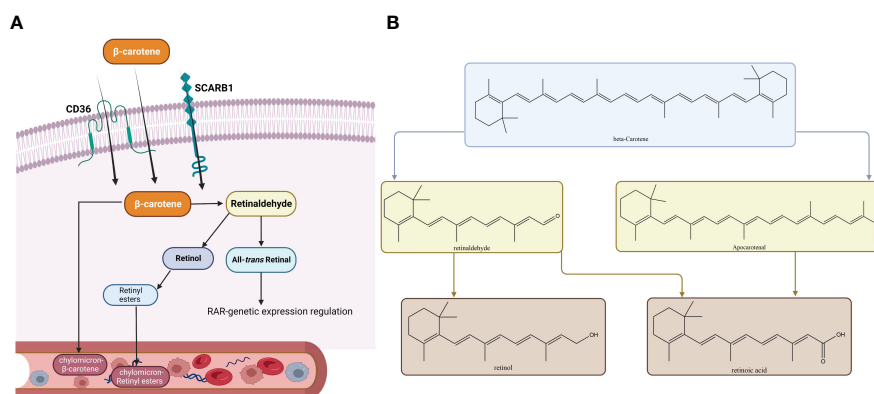 A
B
β-carotene
SCARB1
CD36
β-carotene
Retinaldehyde
Retinol
All-trans Retinal
Retinyl
esters
RAR-genetic expression regulation
chylomicron-
β-carotene
chylomicron-
Retinyl esters
beta-Carotene
O
retinaldehyde
Apocarotenal
OH
retinol
OH
O
retinoic acid